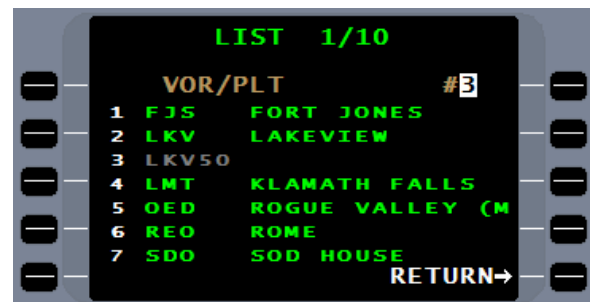 LIST 1/10
VOR/PLT #3
1 FJS FORT JONES
2 LKV LAKEVIEW
3 LKV50
4 LMT KLAMATH FALLS
5 OED ROGUE VALLEY (M
6 REO ROME
7 SDO SOD HOUSE
RETURN→